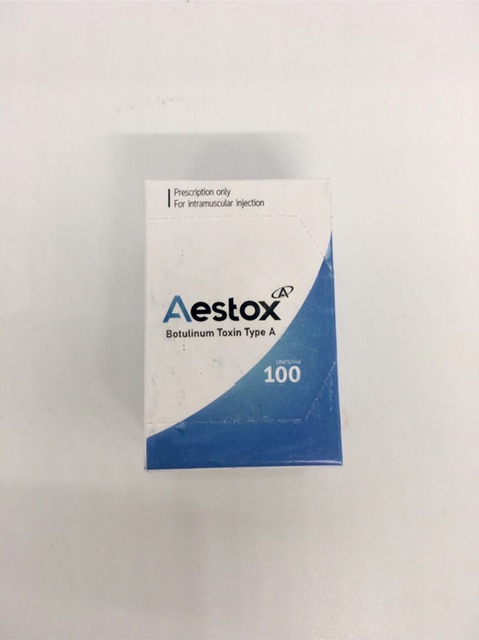 Prescription only
For intramuscular injection
A
Aestox
Botulinum Toxin Type A
UNITS/Vial
100